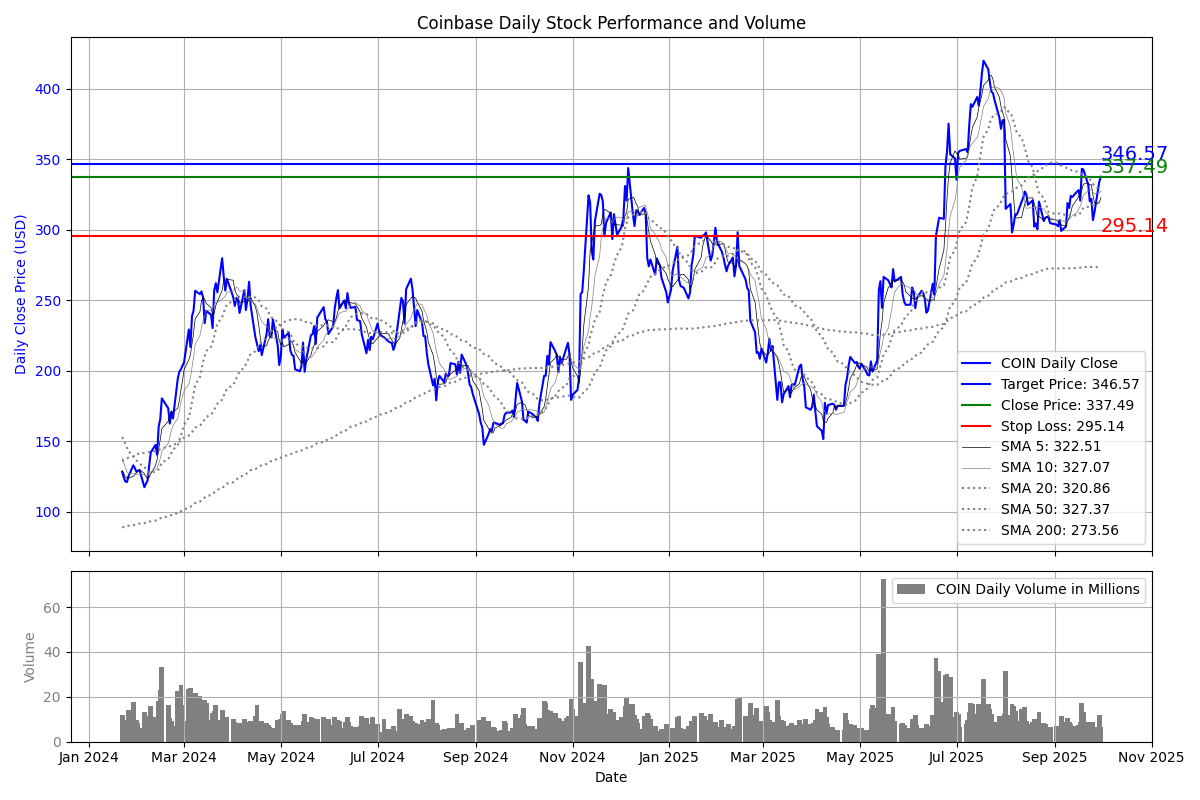 Coinbase Daily Stock Performance and Volume
Daily Close Price (USD)
400
350
300
250
200
150
100
346.57
337.49
295.14
COIN Daily Close
Target Price: 346.57
Close Price: 337.49
Stop Loss: 295.14
SMA 5: 322.51
SMA 10: 327.07
SMA 20: 320.86
SMA 50: 327.37
SMA 200: 273.56
Volume
60
40
20
0
COIN Daily Volume in Millions
Jan 2024 Mar 2024 May 2024 Jul 2024 Sep 2024 Nov 2024 Jan 2025 Mar 2025 May 2025 Jul 2025 Sep 2025 Nov 2025
Date